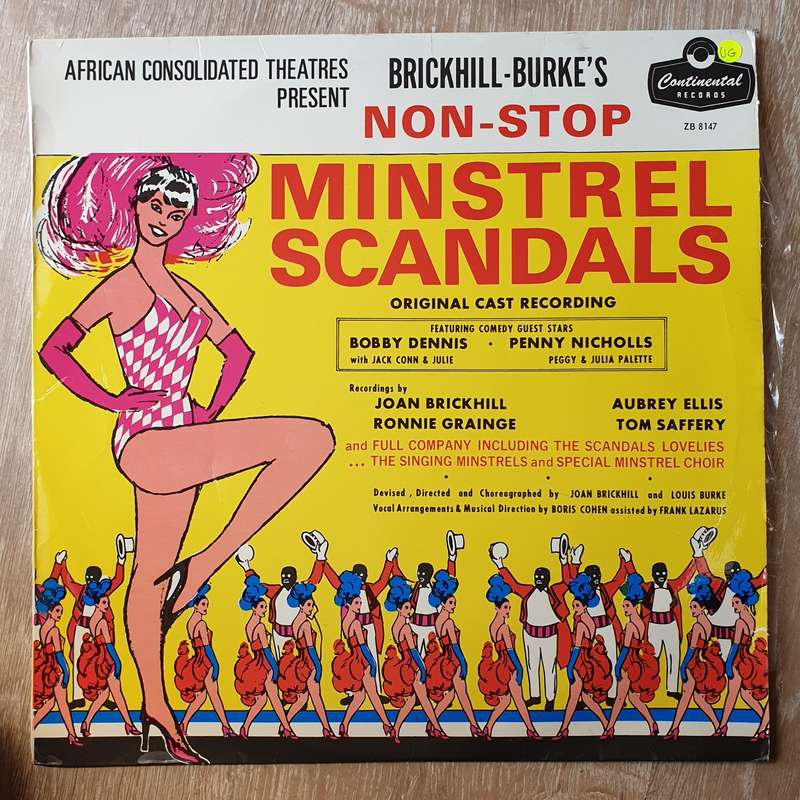 AFRICAN CONSOLIDATED THEATRES
PRESENT
BRICKHILL-BURKE'S
NON-STOP
VG
Continental
RECORDS
ZB 8147
MINSTREL
SCANDALS
ORIGINAL CAST RECORDING
FEATURING COMEDY GUEST STARS
BOBBY DENNIS • PENNY NICHOLLS
with JACK CONN & JULIE PEGGY & JULIA PALETTE
Recordings by
JOAN BRICKHILL AUBREY ELLIS
RONNIE GRAINGE TOM SAFFERY
and FULL COMPANY INCLUDING THE SCANDALS LOVELIES
... THE SINGING MINSTRELS and SPECIAL MINSTREL CHOIR
Devised, Directed and Choreographed by JOAN BRICKHILL and LOUIS BURKE
Vocal Arrangements & Musical Direction by BORIS COHEN assisted by FRANK LAZARUS